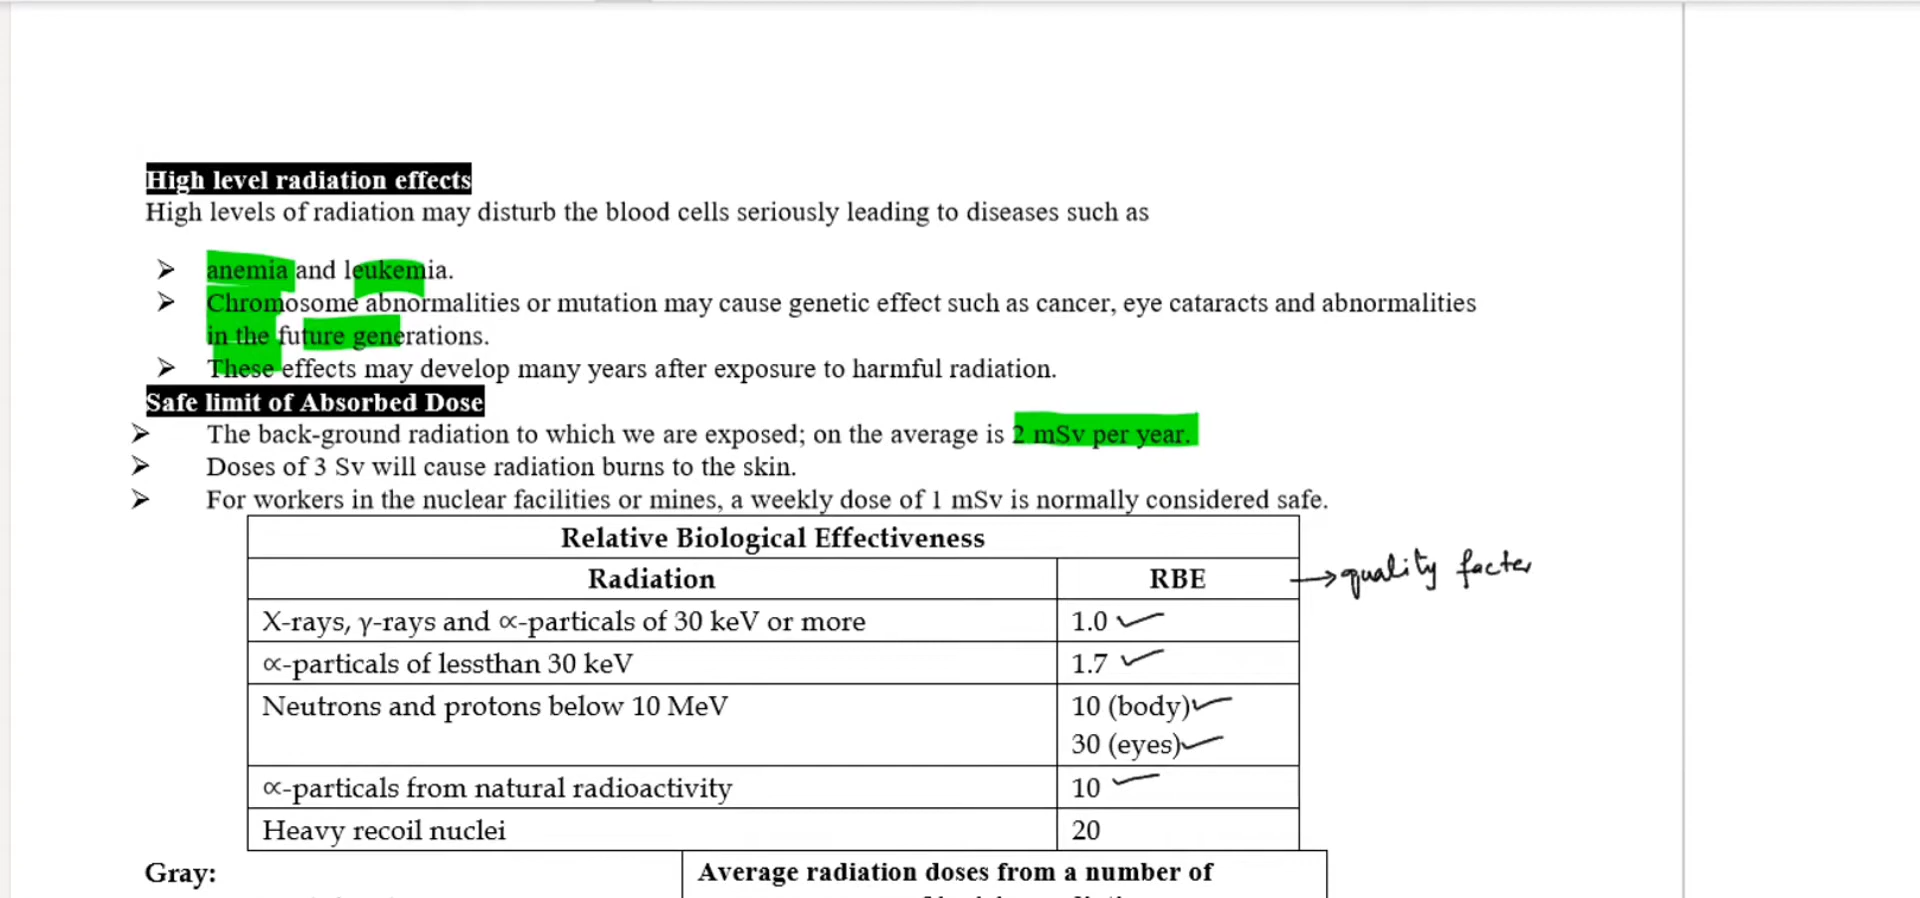 High level radiation effects
High levels of radiation may disturb the blood cells seriously leading to diseases such as
➢ anemia and leukemia.
➢ Chromosome abnormalities or mutation may cause genetic effect such as cancer, eye cataracts and abnormalities
in the future generations.
➢ These effects may develop many years after exposure to harmful radiation.
Safe limit of Absorbed Dose
➢ The back-ground radiation to which we are exposed; on the average is 2 mSv per year.
➢ Doses of 3 Sv will cause radiation burns to the skin.
➢ For workers in the nuclear facilities or mines, a weekly dose of 1 mSv is normally considered safe.
Relative Biological Effectiveness
Radiation RBE → quality factor
X-rays, γ-rays and ∝-particals of 30 keV or more 1.0 ✓
∝-particals of lessthan 30 keV 1.7 ✓
Neutrons and protons below 10 MeV 10 (body) ✓
30 (eyes) ✓
∝-particals from natural radioactivity 10 ✓
Heavy recoil nuclei 20
Gray: Average radiation doses from a number of